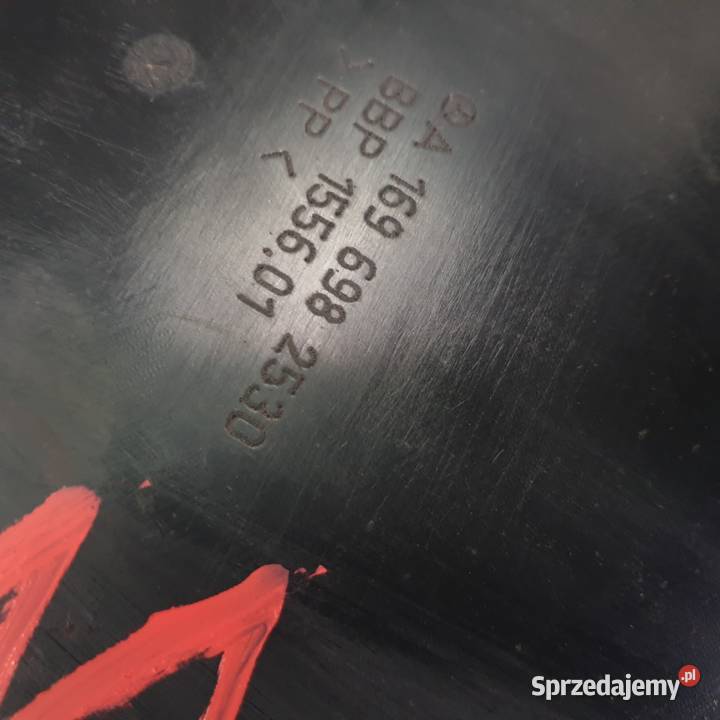 A 169 698 2530
BBP 1556.01
> PP <
Sprzedajemy.pl